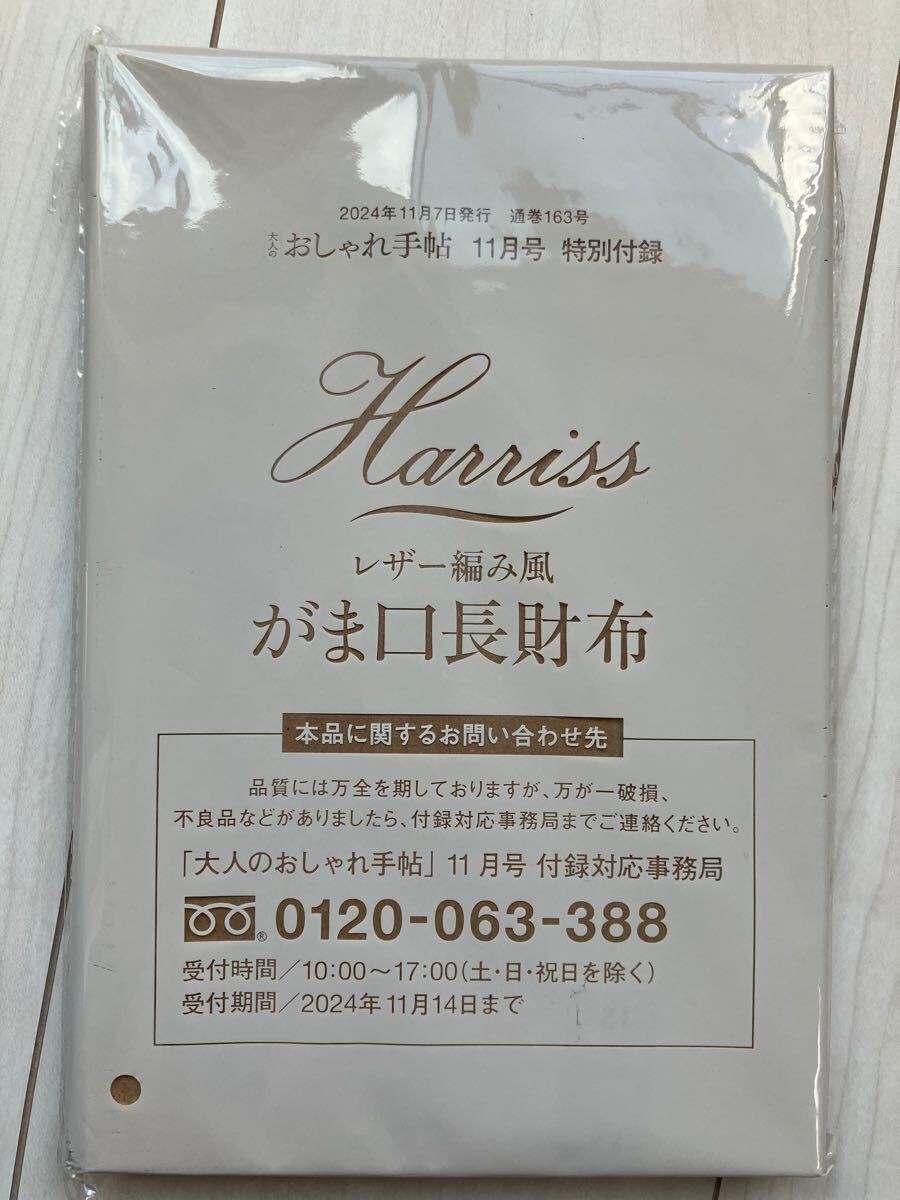 2024年11月7日発行 通巻163号
大人のおしゃれ手帖 11月号 特別付録
Harriss
レザー編み風
がま口長財布
本品に関するお問い合わせ先
品質には万全を期しておりますが、万が一破損、
不良品などがありましたら、付録対応事務局までご連絡ください。
「大人のおしゃれ手帖」11月号 付録対応事務局
® 0120-063-388
受付時間/10:00〜17:00(土・日・祝日を除く)
受付期間/2024年11月14日まで